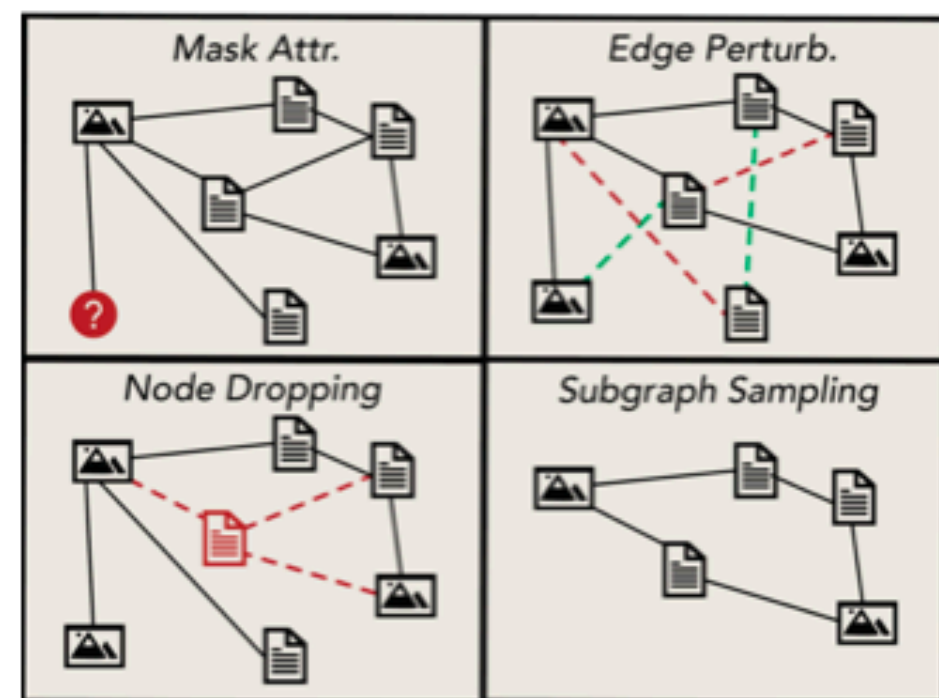 Mask Attr.
Edge Perturb.
?
Node Dropping
Subgraph Sampling